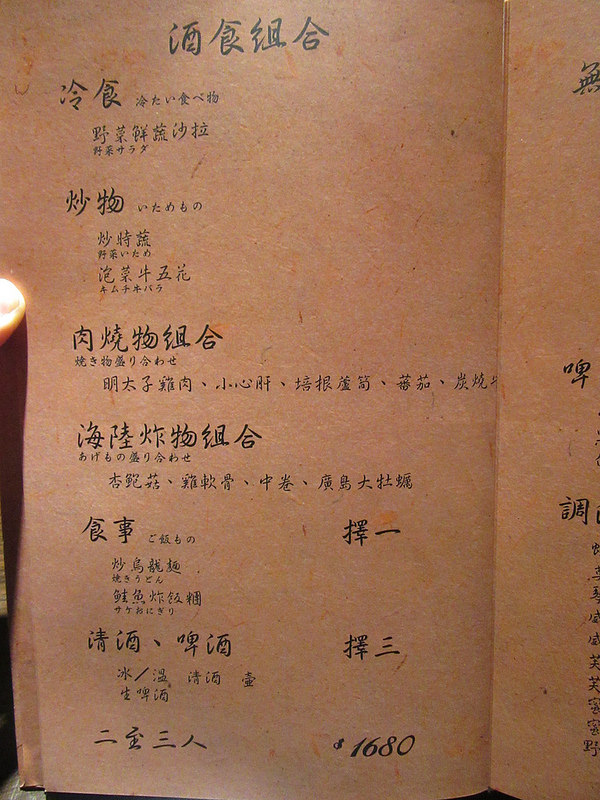 酒食組合
冷食 冷たい食べ物
野菜鮮蔬沙拉
野菜サラダ
炒物 いためもの
炒時蔬
野菜いため
泡菜牛五花
キムチ牛バラ
肉燒物組合
焼き物盛り合わせ
明太子雞肉、小心肝、培根蘆筍、蕃茄、炭燒牛
海陸炸物組合
あげもの盛り合わせ
杏鮑菇、雞軟骨、中卷、廣島大牡蠣
食事 ご飯もの 擇一
炒烏龍麵
焼きうどん
鮭魚炸飯糰
サケおにぎり
清酒、啤酒 擇三
冰/溫 清酒 壺
生啤酒
二至三人 $1680
無
啤
調